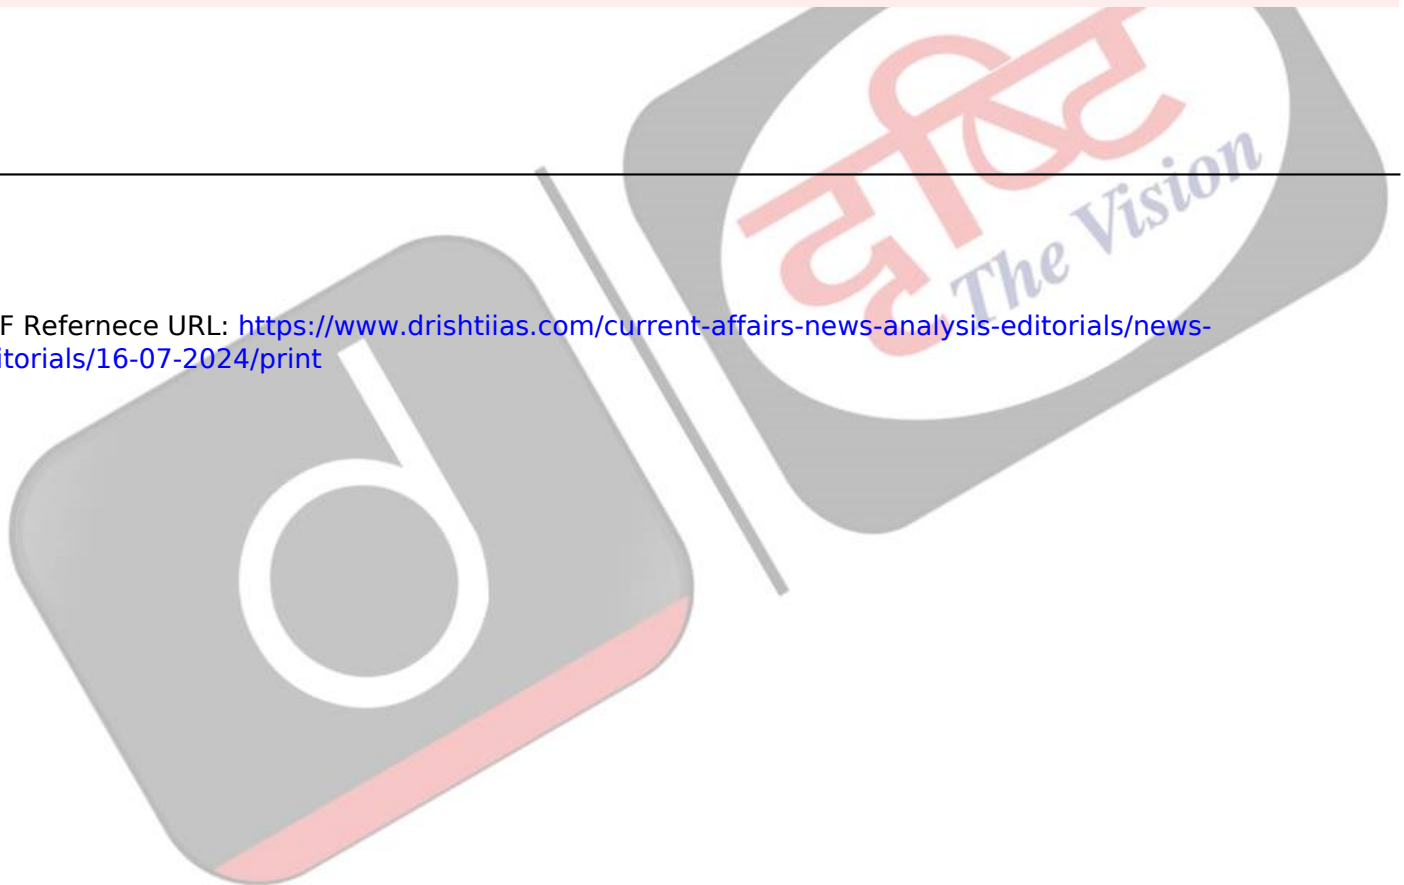 दृष्टि
The Vision
F Refernece URL: https://www.drishtiias.com/current-affairs-news-analysis-editorials/news-
itorials/16-07-2024/print
d